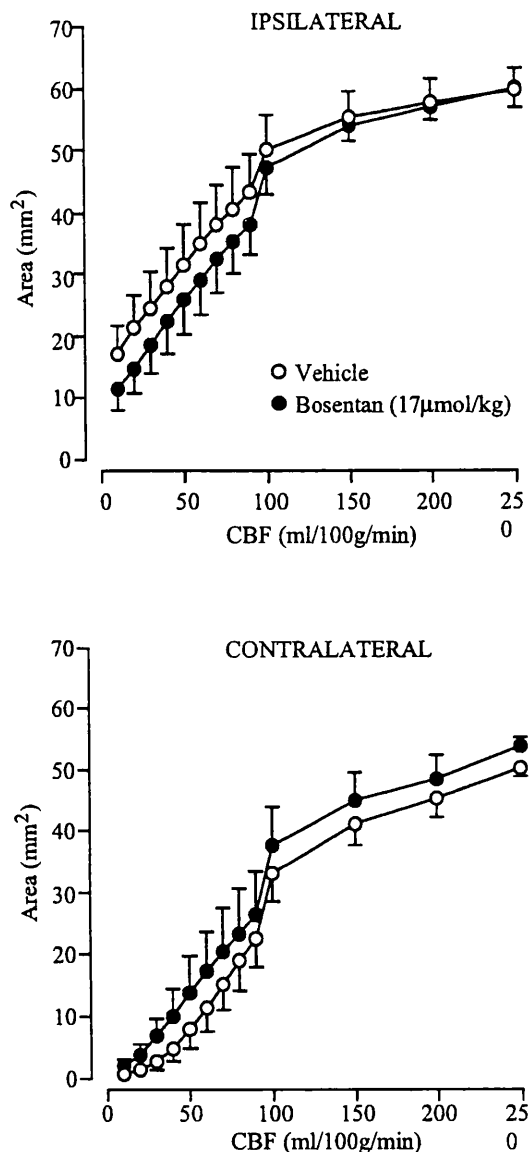 IPSILATERAL
70
60
50
40
30
20
10
0
Area (mm²)
Vehicle
Bosentan (17μmol/kg)
0 50 100 150 200 25
0
CBF (ml/100g/min)
CONTRALATERAL
70
60
50
40
30
20
10
0
Area (mm²)
0 50 100 150 200 25
0
CBF (ml/100g/min)